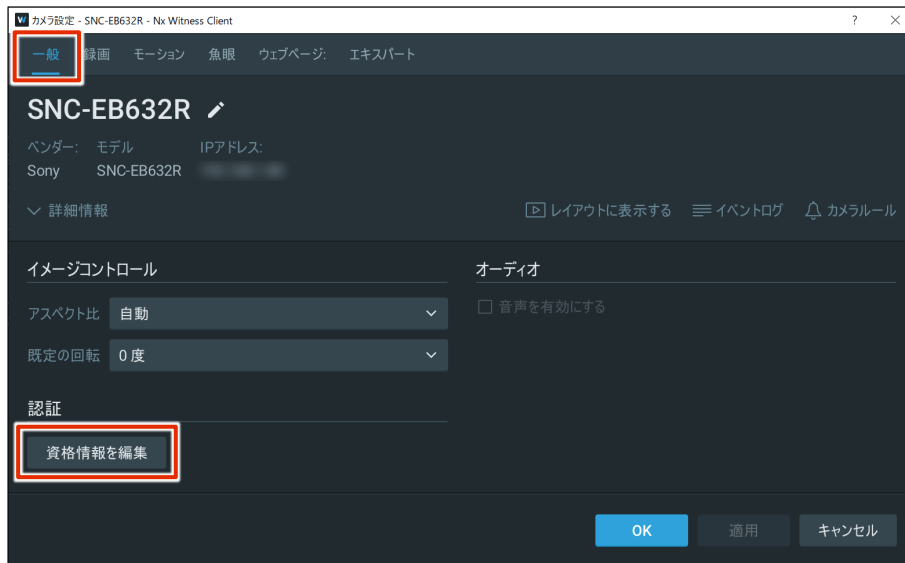 カメラ設定 - SNC-EB632R - Nx Witness Client ? ×
一般 録画 モーション 魚眼 ウェブページ: エキスパート
SNC-EB632R
ベンダー: モデル IPアドレス:
Sony SNC-EB632R
詳細情報 レイアウトに表示する イベントログ カメラルール
イメージコントロール オーディオ
アスペクト比 自動 音声を有効にする
既定の回転 0 度
認証
資格情報を編集
OK 適用 キャンセル